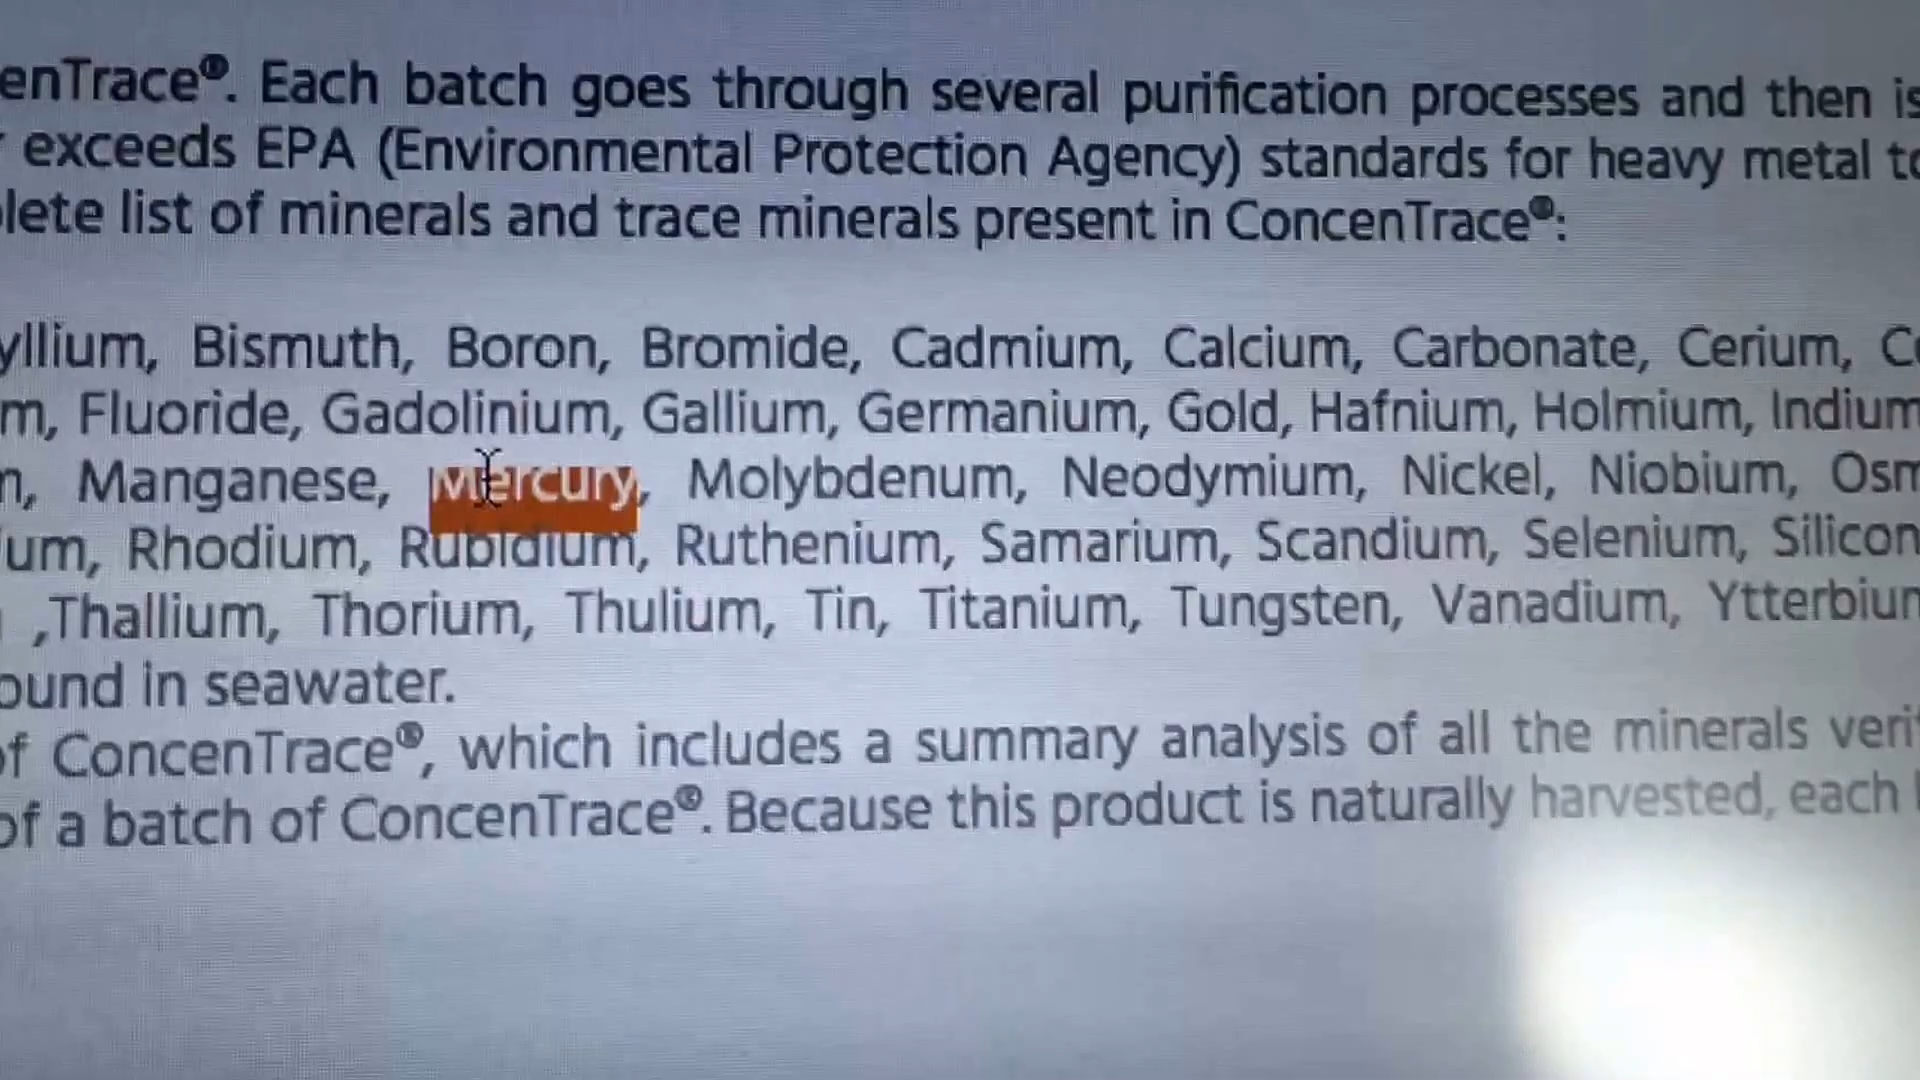 enTrace®. Each batch goes through several purification processes and then is
exceeds EPA (Environmental Protection Agency) standards for heavy metal to
lete list of minerals and trace minerals present in ConcenTrace®:
yllium, Bismuth, Boron, Bromide, Cadmium, Calcium, Carbonate, Cerium, C
m, Fluoride, Gadolinium, Gallium, Germanium, Gold, Hafnium, Holmium, Indium
n, Manganese, Mercury, Molybdenum, Neodymium, Nickel, Niobium, Osm
um, Rhodium, Rubidium, Ruthenium, Samarium, Scandium, Selenium, Silicon
,Thallium, Thorium, Thulium, Tin, Titanium, Tungsten, Vanadium, Ytterbium
ound in seawater.
of ConcenTrace®, which includes a summary analysis of all the minerals veri
of a batch of ConcenTrace®. Because this product is naturally harvested, each